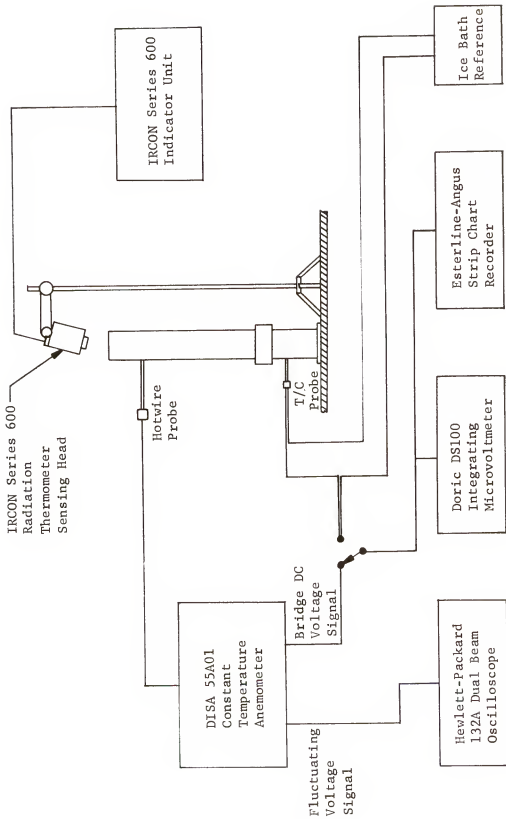 IRCON Series 600
Radiation
Thermometer
Sensing Head
IRCON Series 600
Indicator Unit
Hotwire
Probe
T/C
Probe
DISA 55A01
Constant
Temperature
Anemometer
Bridge DC
Voltage
Signal
Fluctuating
Voltage
Signal
Hewlett-Packard
132A Dual Beam
Oscilloscope
Doric DS100
Integrating
Microvoltmeter
Esterline-Angus
Strip Chart
Recorder
Ice Bath
Reference